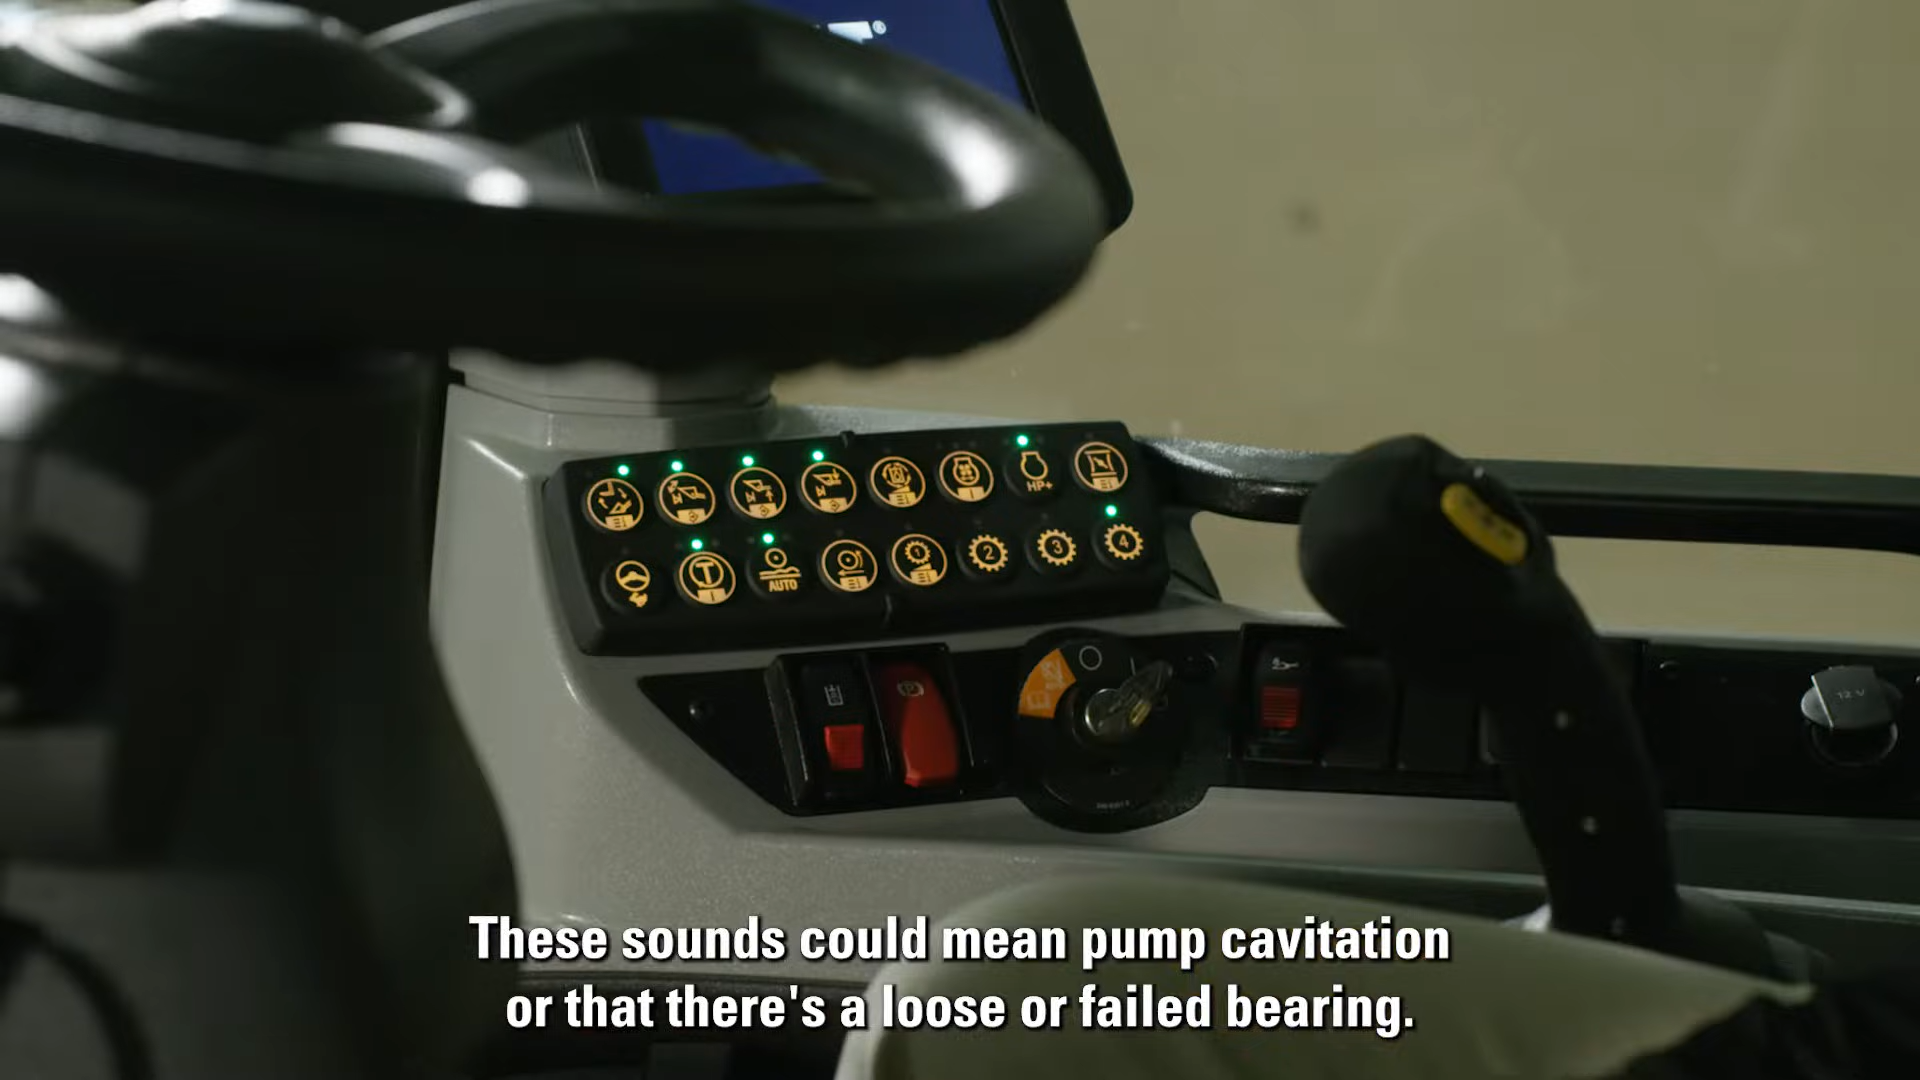 HP+
AUTO
1
2
3
4
P
12 V
These sounds could mean pump cavitation
or that there's a loose or failed bearing.